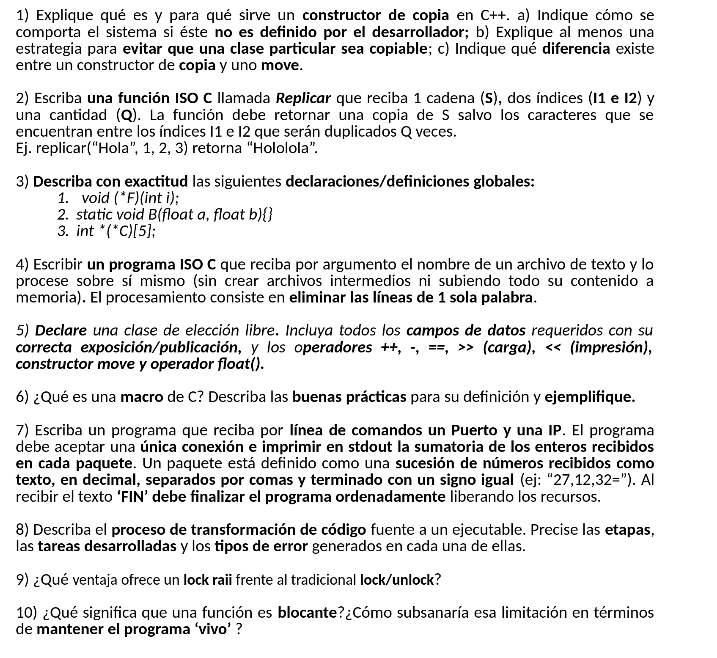 1) Explique qué es y para qué sirve un constructor de copia en C++. a) Indique cómo se
comporta el sistema si éste no es definido por el desarrollador; b) Explique al menos una
estrategia para evitar que una clase particular sea copiable; c) Indique qué diferencia existe
entre un constructor de copia y uno move.
2) Escriba una función ISO C llamada Replicar que reciba 1 cadena (S), dos índices (I1 e I2) y
una cantidad (Q). La función debe retornar una copia de S salvo los caracteres que se
encuentran entre los índices I1 e I2 que serán duplicados Q veces.
Ej. replicar("Hola", 1, 2, 3) retorna "Hololola".
3) Describa con exactitud las siguientes declaraciones/definiciones globales:
1. void (*F)(int i);
2. static void B(float a, float b){}
3. int *(*C)[5];
4) Escribir un programa ISO C que reciba por argumento el nombre de un archivo de texto y lo
procese sobre sí mismo (sin crear archivos intermedios ni subiendo todo su contenido a
memoria). El procesamiento consiste en eliminar las líneas de 1 sola palabra.
5) Declare una clase de elección libre. Incluya todos los campos de datos requeridos con su
correcta exposición/publicación, y los operadores ++, -, ==, >> (carga), << (impresión),
constructor move y operador float().
6) ¿Qué es una macro de C? Describa las buenas prácticas para su definición y ejemplifique.
7) Escriba un programa que reciba por línea de comandos un Puerto y una IP. El programa
debe aceptar una única conexión e imprimir en stdout la sumatoria de los enteros recibidos
en cada paquete. Un paquete está definido como una sucesión de números recibidos como
texto, en decimal, separados por comas y terminado con un signo igual (ej: "27,12,32="). Al
recibir el texto 'FIN' debe finalizar el programa ordenadamente liberando los recursos.
8) Describa el proceso de transformación de código fuente a un ejecutable. Precise las etapas,
las tareas desarrolladas y los tipos de error generados en cada una de ellas.
9) ¿Qué ventaja ofrece un lock raii frente al tradicional lock/unlock?
10) ¿Qué significa que una función es blocante?¿Cómo subsanaría esa limitación en términos
de mantener el programa 'vivo' ?